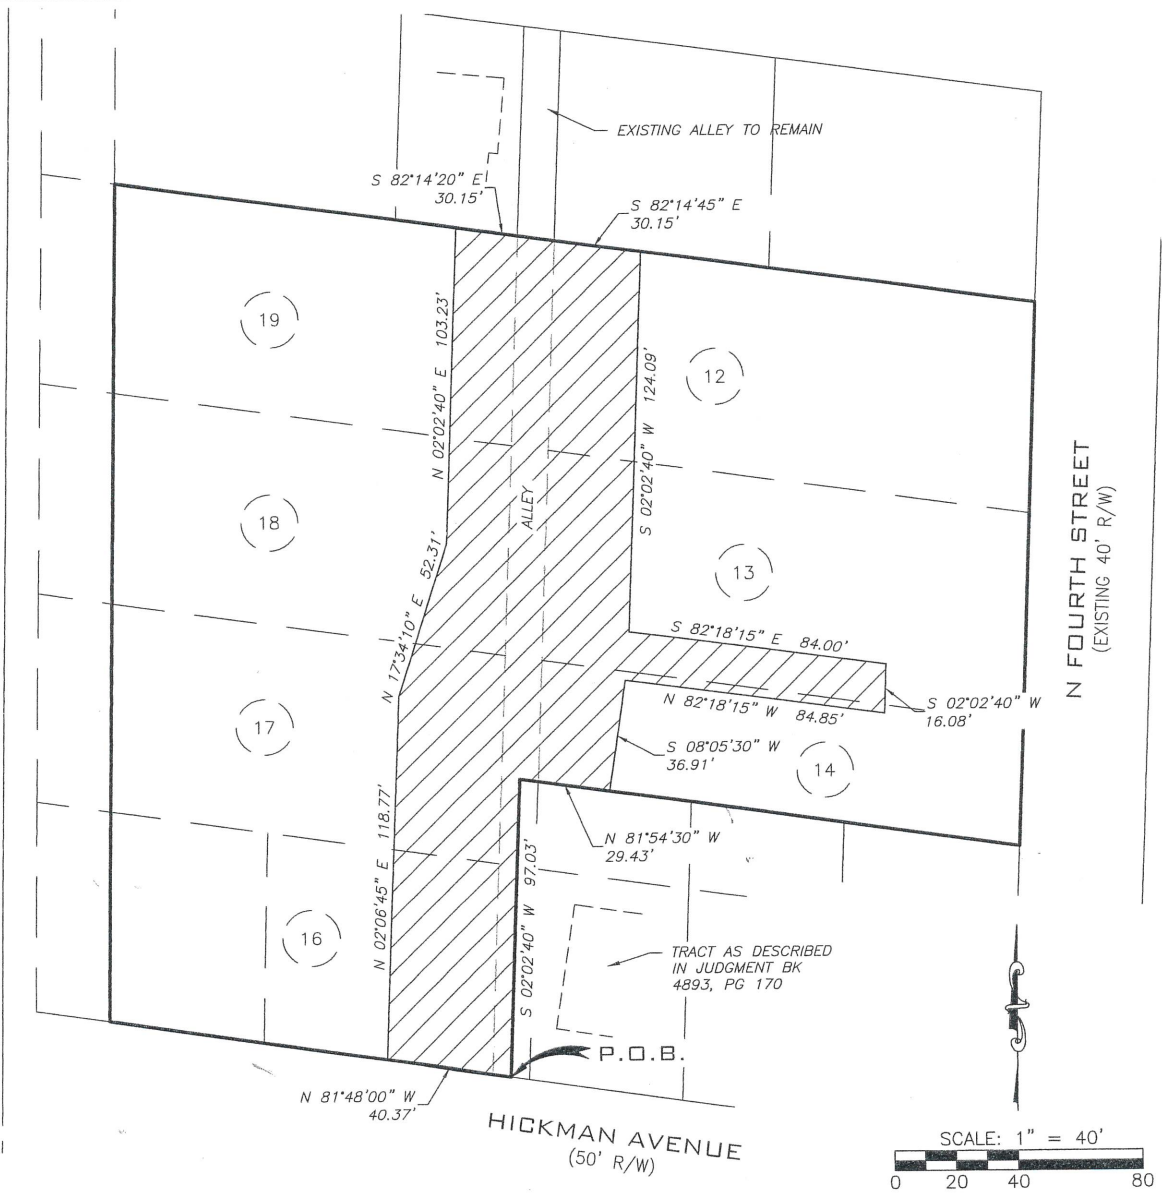 EXISTING ALLEY TO REMAIN
S 82°14'20" E
30.15'
S 82°14'45" E
30.15'
19
N 02°02'40" E 103.23'
12
S 02°02'40" W 124.09'
ALLEY
18
N 17°34'10" E 52.31'
13
N FOURTH STREET
(EXISTING 40' R/W)
S 82°18'15" E 84.00'
N 82°18'15" W 84.85'
S 02°02'40" W
16.08'
17
S 08°05'30" W
36.91'
14
N 02°06'45" E 118.77'
N 81°54'30" W
29.43'
S 02°02'40" W 97.03'
16
TRACT AS DESCRIBED
IN JUDGMENT BK
4893, PG 170
P.O.B.
N 81°48'00" W
40.37'
HICKMAN AVENUE
(50' R/W)
SCALE: 1" = 40'
0 20 40 80